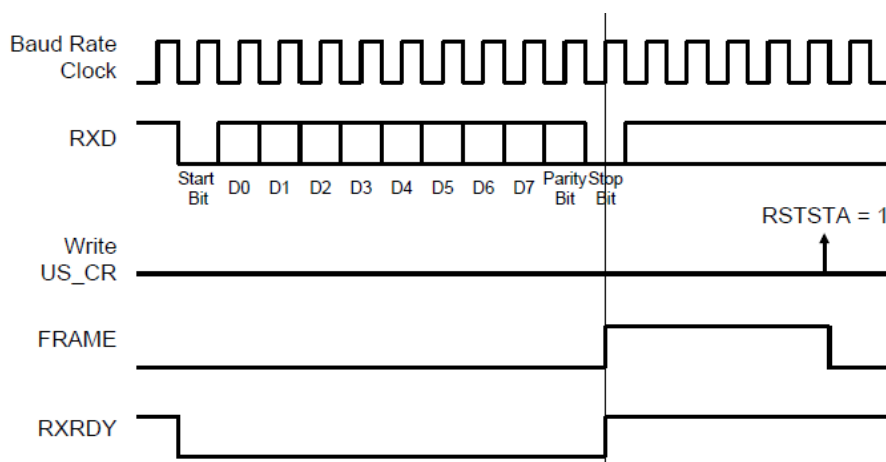 Baud Rate
Clock
RXD
Start D0 D1 D2 D3 D4 D5 D6 D7 Parity Stop
Bit Bit Bit
RSTSTA = 1
Write
US_CR
FRAME
RXRDY